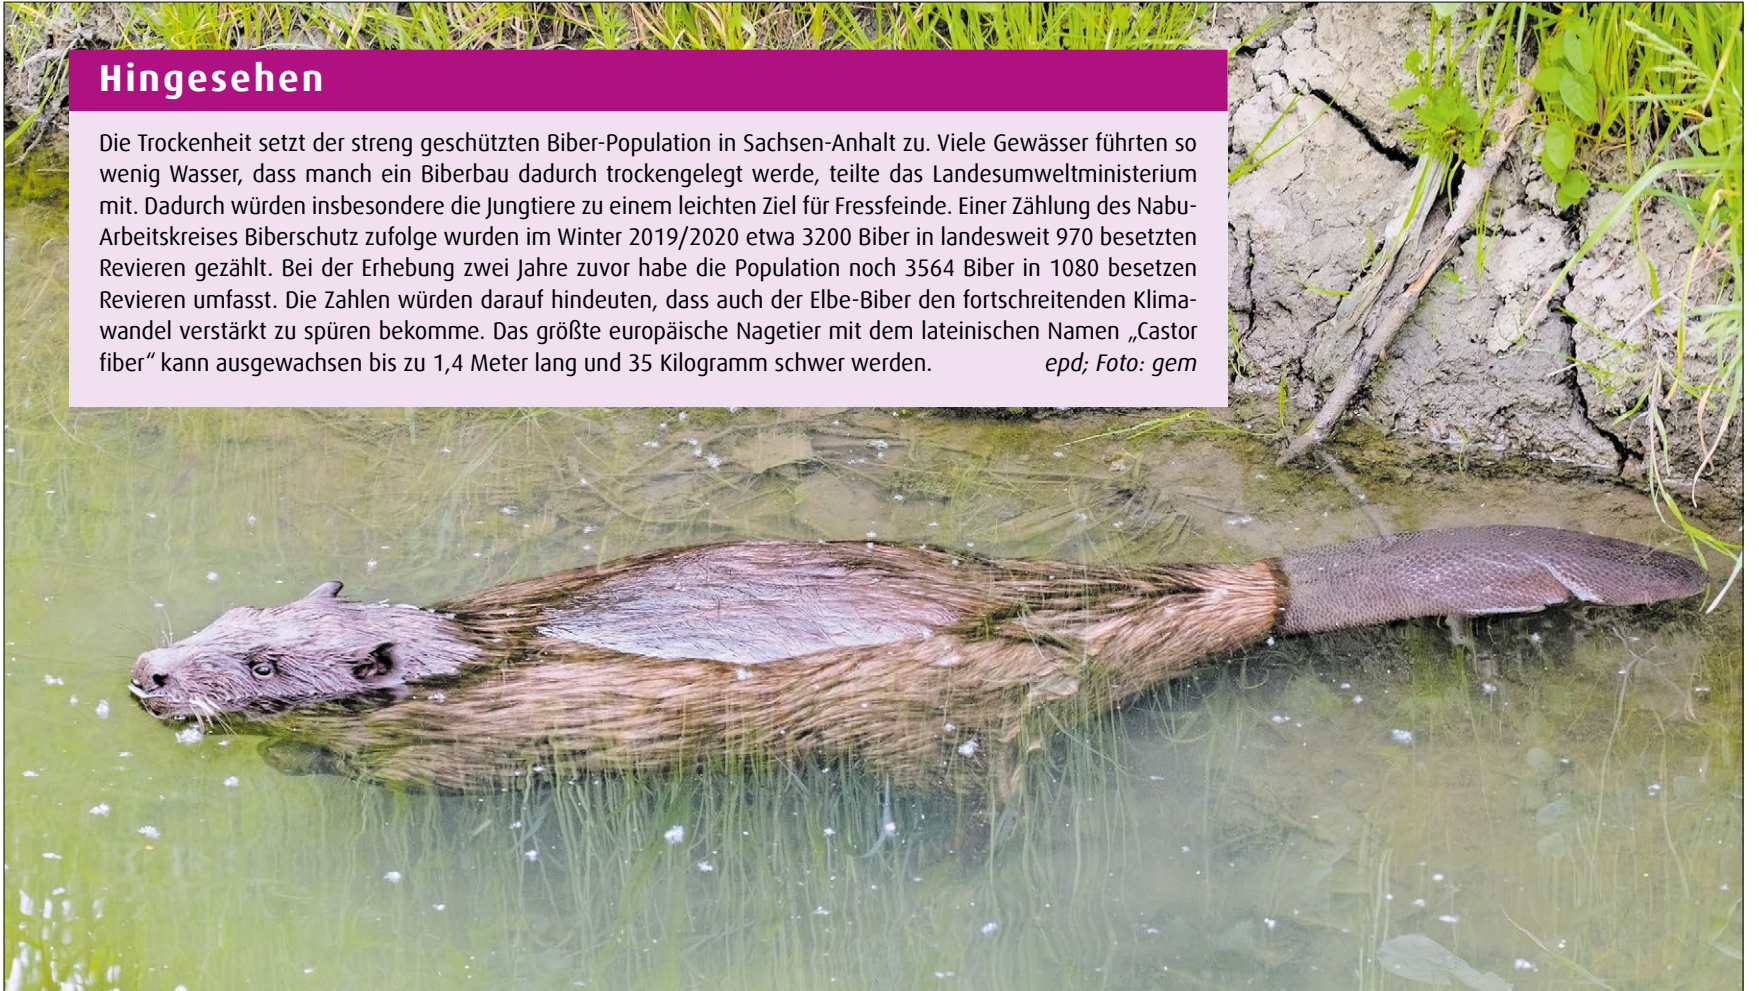 Hingesehen
Die Trockenheit setzt der streng geschützten Biber-Population in Sachsen-Anhalt zu. Viele Gewässer führten so
wenig Wasser, dass manch ein Biberbau dadurch trockengelegt werde, teilte das Landesumweltministerium
mit. Dadurch würden insbesondere die Jungtiere zu einem leichten Ziel für Fressfeinde. Einer Zählung des Nabu-
Arbeitskreises Biberschutz zufolge wurden im Winter 2019/2020 etwa 3200 Biber in landesweit 970 besetzten
Revieren gezählt. Bei der Erhebung zwei Jahre zuvor habe die Population noch 3564 Biber in 1080 besetzen
Revieren umfasst. Die Zahlen würden darauf hindeuten, dass auch der Elbe-Biber den fortschreitenden Klima-
wandel verstärkt zu spüren bekomme. Das größte europäische Nagetier mit dem lateinischen Namen „Castor
fiber“ kann ausgewachsen bis zu 1,4 Meter lang und 35 Kilogramm schwer werden. epd; Foto: gem